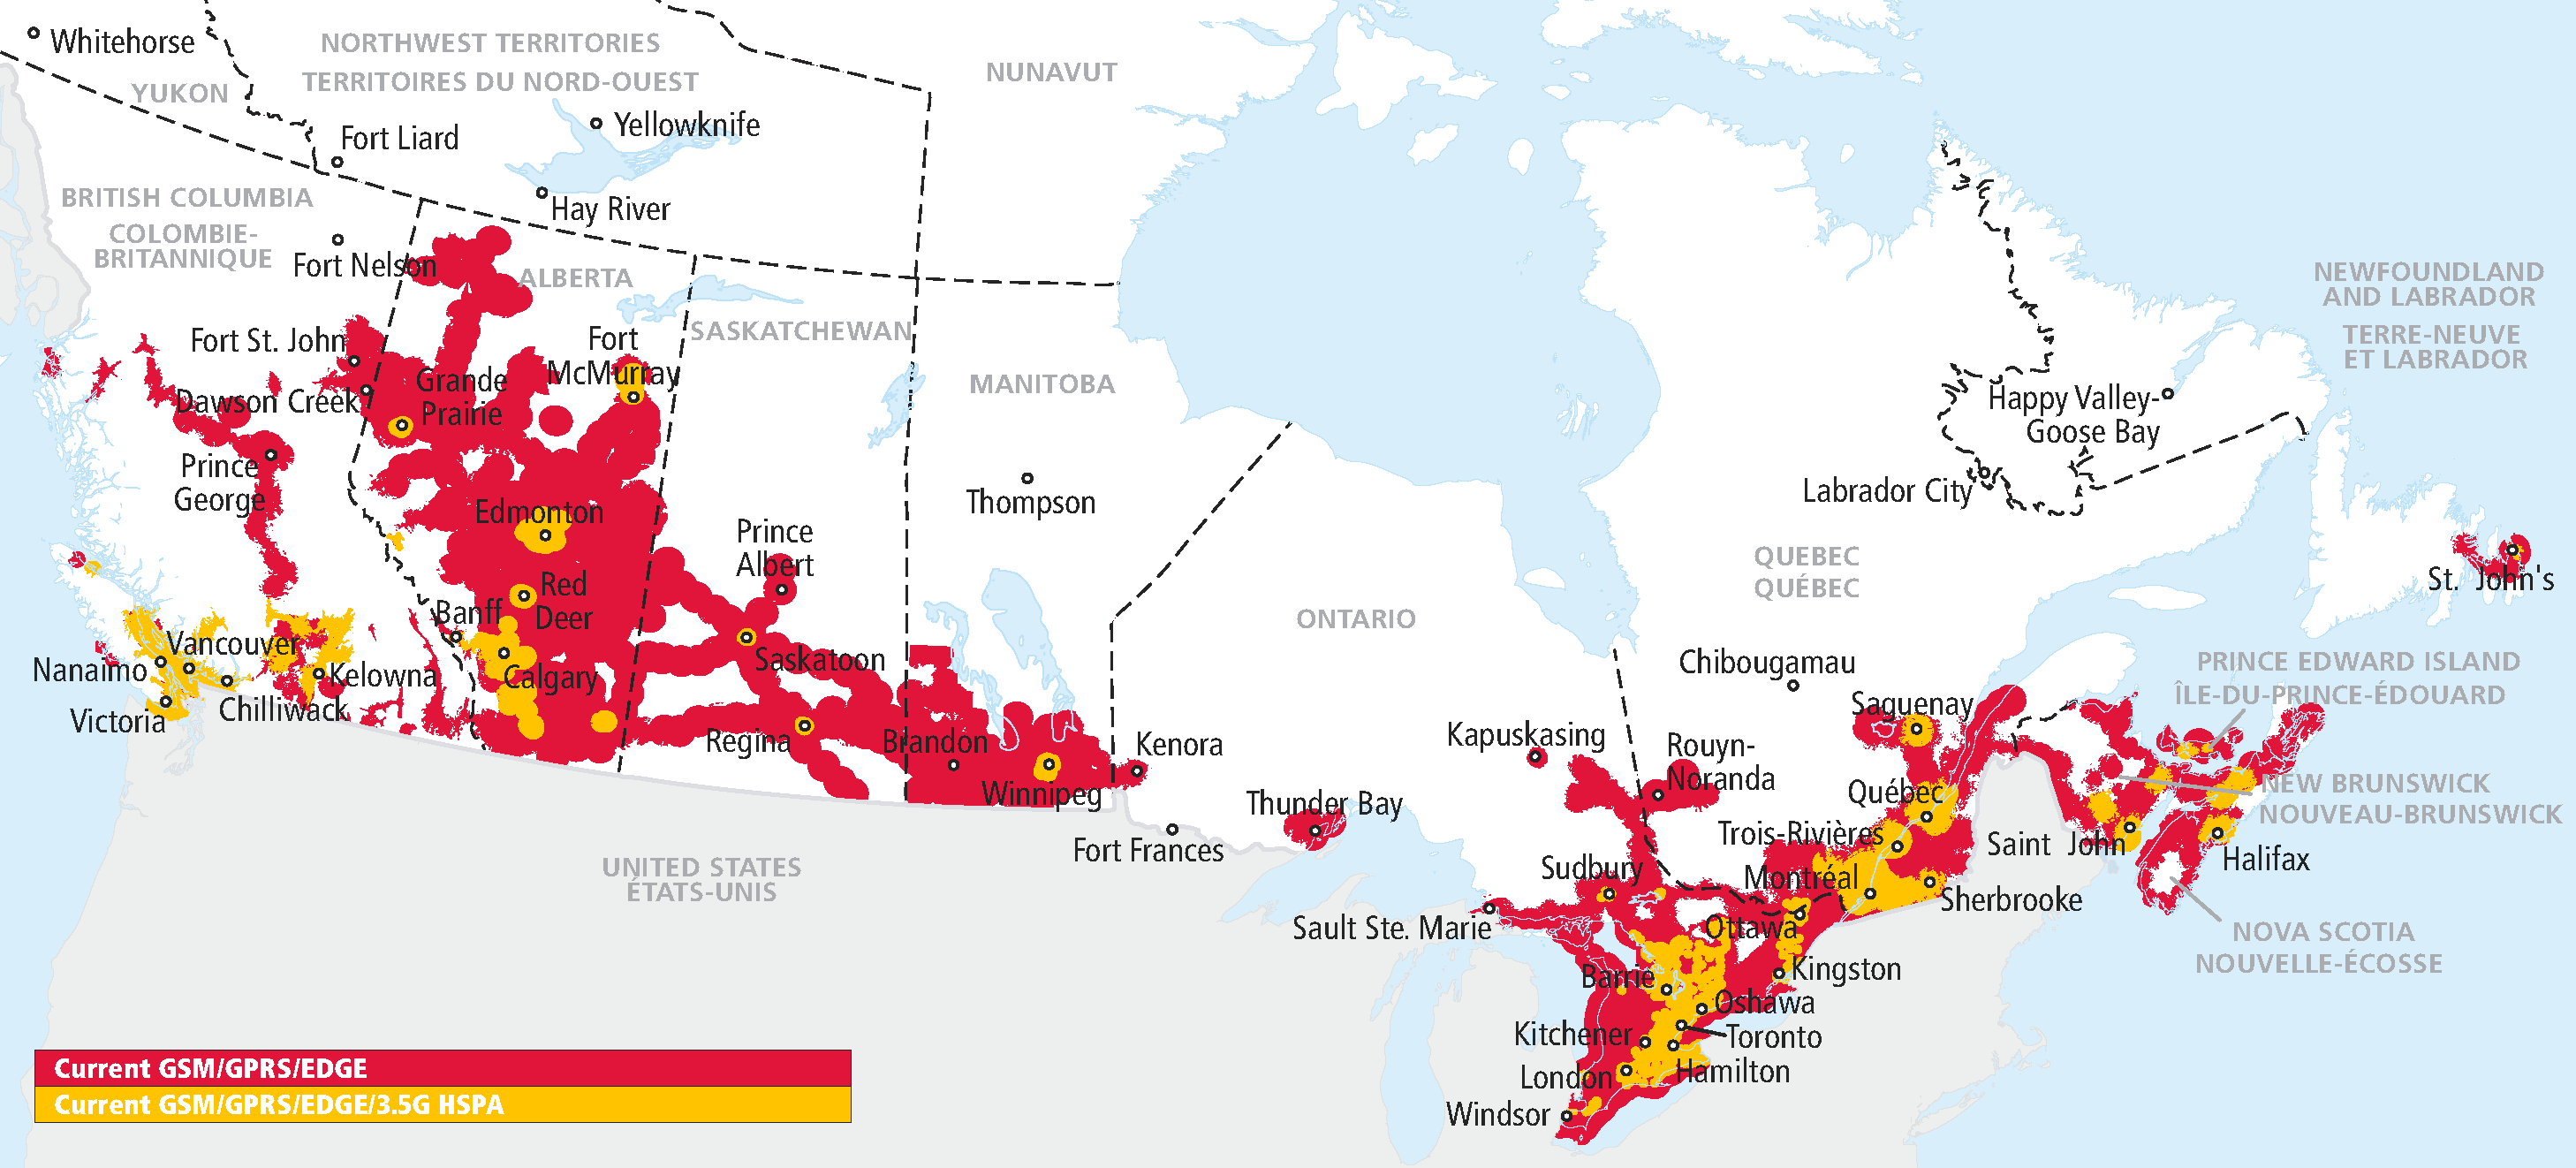 Whitehorse
NORTHWEST TERRITORIES
TERRITOIRES DU NORD-OUEST
YUKON
NUNAVUT
Yellowknife
Fort Liard
BRITISH COLUMBIA
COLOMBIE-
BRITANNIQUE
Hay River
Fort Nelson
ALBERTA
Fort St. John
Fort
McMurray
SASKATCHEWAN
Grande
Prairie
Dawson Creek
MANITOBA
Prince
George
Edmonton
Prince
Albert
Thompson
Red
Deer
Banff
Vancouver
Nanaimo
Kelowna
Calgary
Saskatoon
Victoria
Chilliwack
Regina
Brandon
Winnipeg
Kenora
ONTARIO
Thunder Bay
Fort Frances
UNITED STATES
ÉTATS-UNIS
NEWFOUNDLAND
AND LABRADOR
TERRE-NEUVE
ET LABRADOR
Happy Valley-
Goose Bay
Labrador City
QUEBEC
QUÉBEC
St. John's
Chibougamau
Saguenay
PRINCE EDWARD ISLAND
ÎLE-DU-PRINCE-ÉDOUARD
Kapuskasing
Rouyn-
Noranda
Québec
NEW BRUNSWICK
NOUVEAU-BRUNSWICK
Trois-Rivières
Saint John
Halifax
Sudbury
Montréal
Sherbrooke
Sault Ste. Marie
Ottawa
NOVA SCOTIA
NOUVELLE-ÉCOSSE
Barrie
Kingston
Oshawa
Kitchener
Toronto
London
Hamilton
Windsor
Current GSM/GPRS/EDGE
Current GSM/GPRS/EDGE/3.5G HSPA